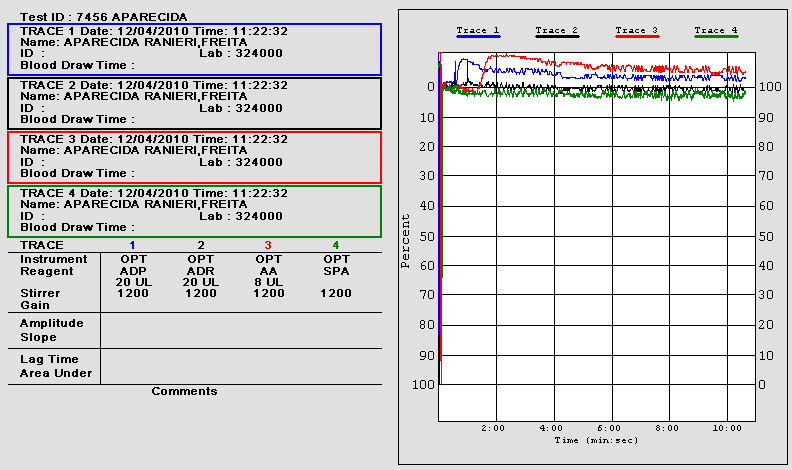 Test ID : 7456 APARECIDA
TRACE 1 Date: 12/04/2010 Time: 11:22:32
Name: APARECIDA RANIERI,FREITA
ID : Lab : 324000
Blood Draw Time :
TRACE 2 Date: 12/04/2010 Time: 11:22:32
Name: APARECIDA RANIERI,FREITA
ID : Lab : 324000
Blood Draw Time :
TRACE 3 Date: 12/04/2010 Time: 11:22:32
Name: APARECIDA RANIERI,FREITA
ID : Lab : 324000
Blood Draw Time :
TRACE 4 Date: 12/04/2010 Time: 11:22:32
Name: APARECIDA RANIERI,FREITA
ID : Lab : 324000
Blood Draw Time :
TRACE 1 2 3 4
Instrument OPT OPT OPT OPT
Reagent ADP ADR AA SPA
20 UL 20 UL 8 UL
Stirrer 1200 1200 1200 1200
Gain
Amplitude
Slope
Lag Time
Area Under
Comments
Trace 1 Trace 2 Trace 3 Trace 4
0 100
10 90
20 80
30 70
40 60
50 50
60 40
70 30
80 20
90 10
100 0
Percent
2:00 4:00 6:00 8:00 10:00
Time (min:sec)